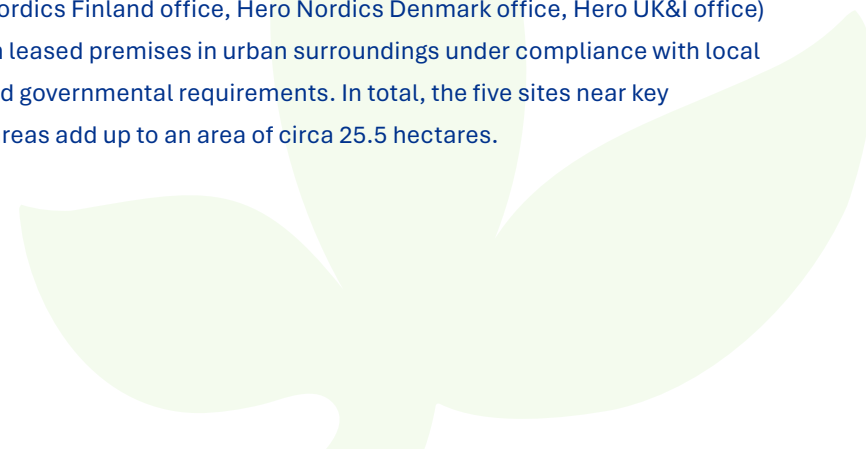 ordics Finland office, Hero Nordics Denmark office, Hero UK&I office)
leased premises in urban surroundings under compliance with local
d governmental requirements. In total, the five sites near key
reas add up to an area of circa 25.5 hectares.